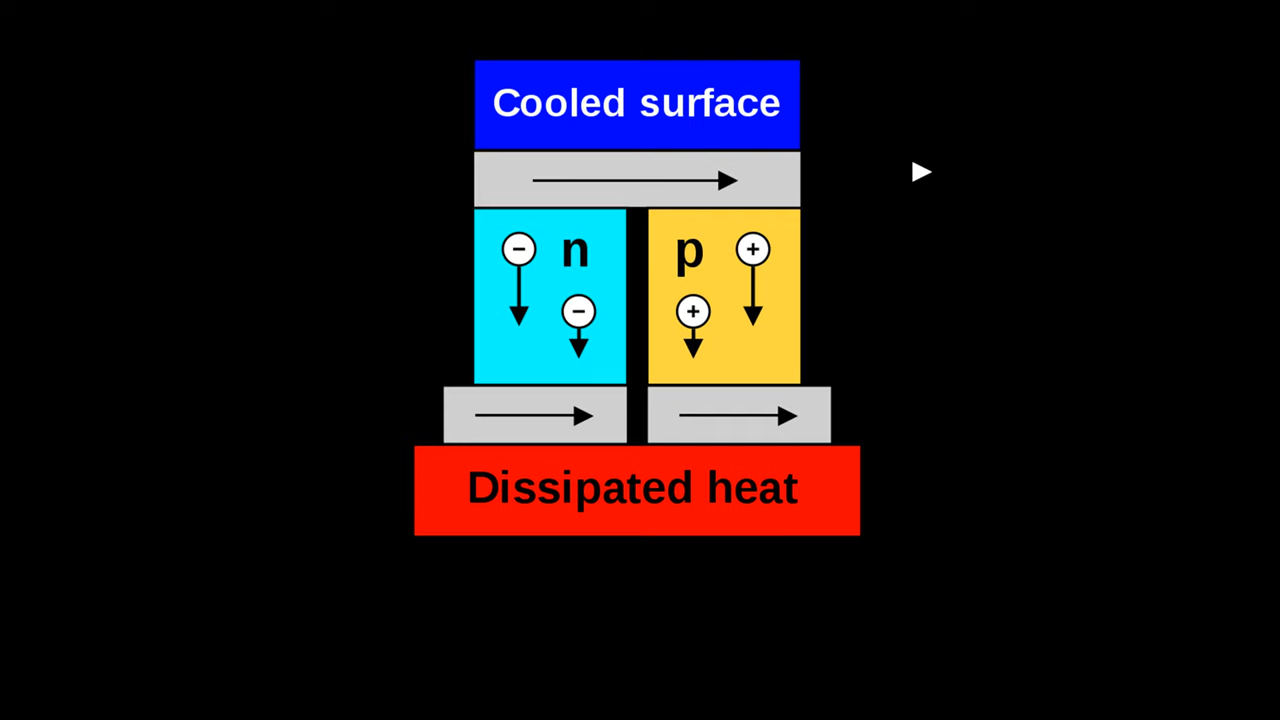 Cooled surface
n p
− +
− +
Dissipated heat